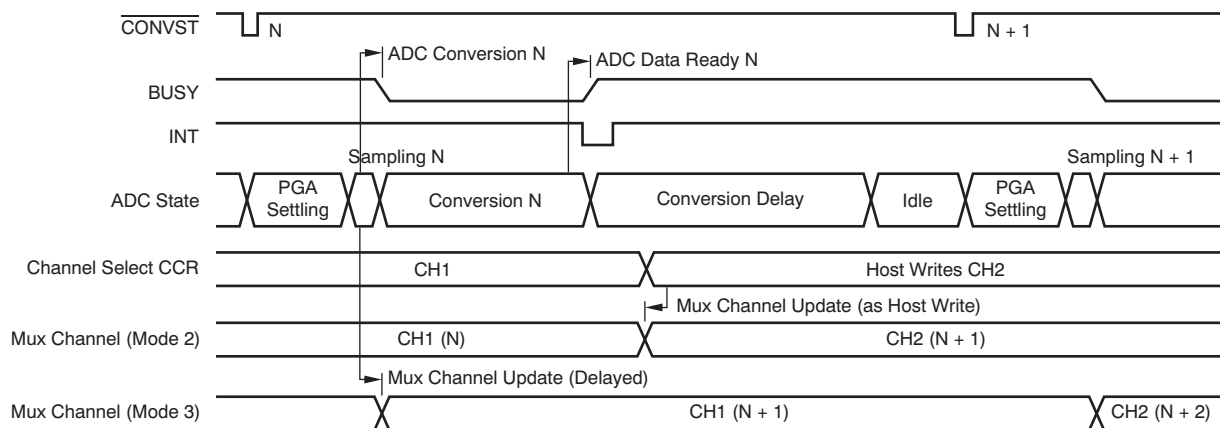 CONVST
N
N + 1
ADC Conversion N
ADC Data Ready N
BUSY
INT
Sampling N
Sampling N + 1
ADC State
PGA
Settling
Conversion N
Conversion Delay
Idle
PGA
Settling
Channel Select CCR
CH1
Host Writes CH2
Mux Channel Update (as Host Write)
Mux Channel (Mode 2)
CH1 (N)
CH2 (N + 1)
Mux Channel Update (Delayed)
Mux Channel (Mode 3)
CH1 (N + 1)
CH2 (N + 2)